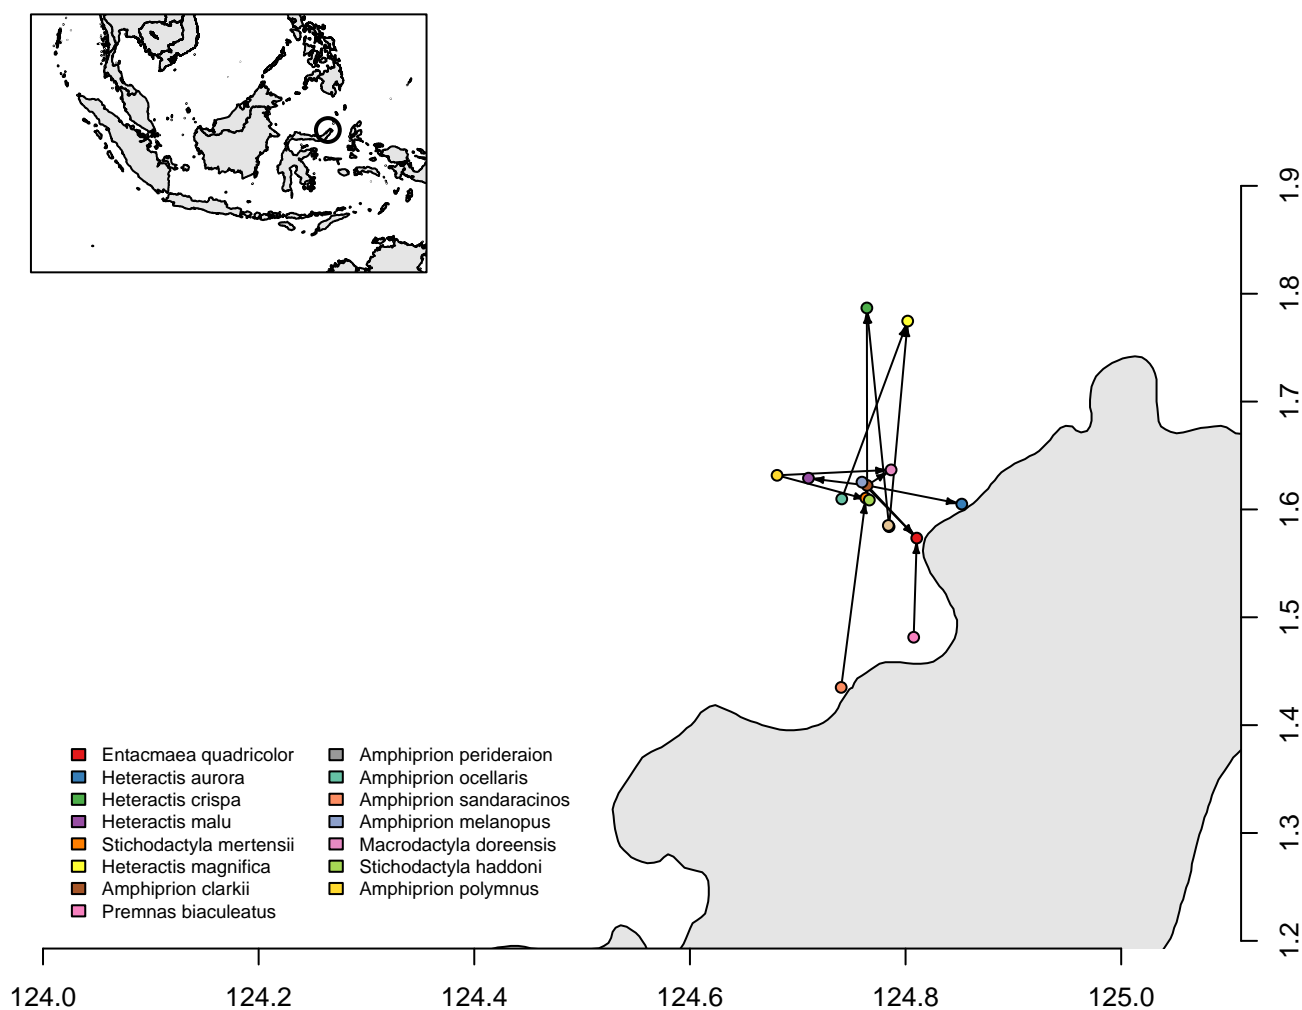 1.9
1.8
1.7
1.6
1.5
1.4
1.3
1.2
Entacmaea quadricolor
Heteractis aurora
Heteractis crispa
Heteractis malu
Stichodactyla mertensii
Heteractis magnifica
Amphiprion clarkii
Premnas biaculeatus
Amphiprion perideraion
Amphiprion ocellaris
Amphiprion sandaracinos
Amphiprion melanopus
Macrodactyla doreensis
Stichodactyla haddoni
Amphiprion polymnus
124.0 124.2 124.4 124.6 124.8 125.0